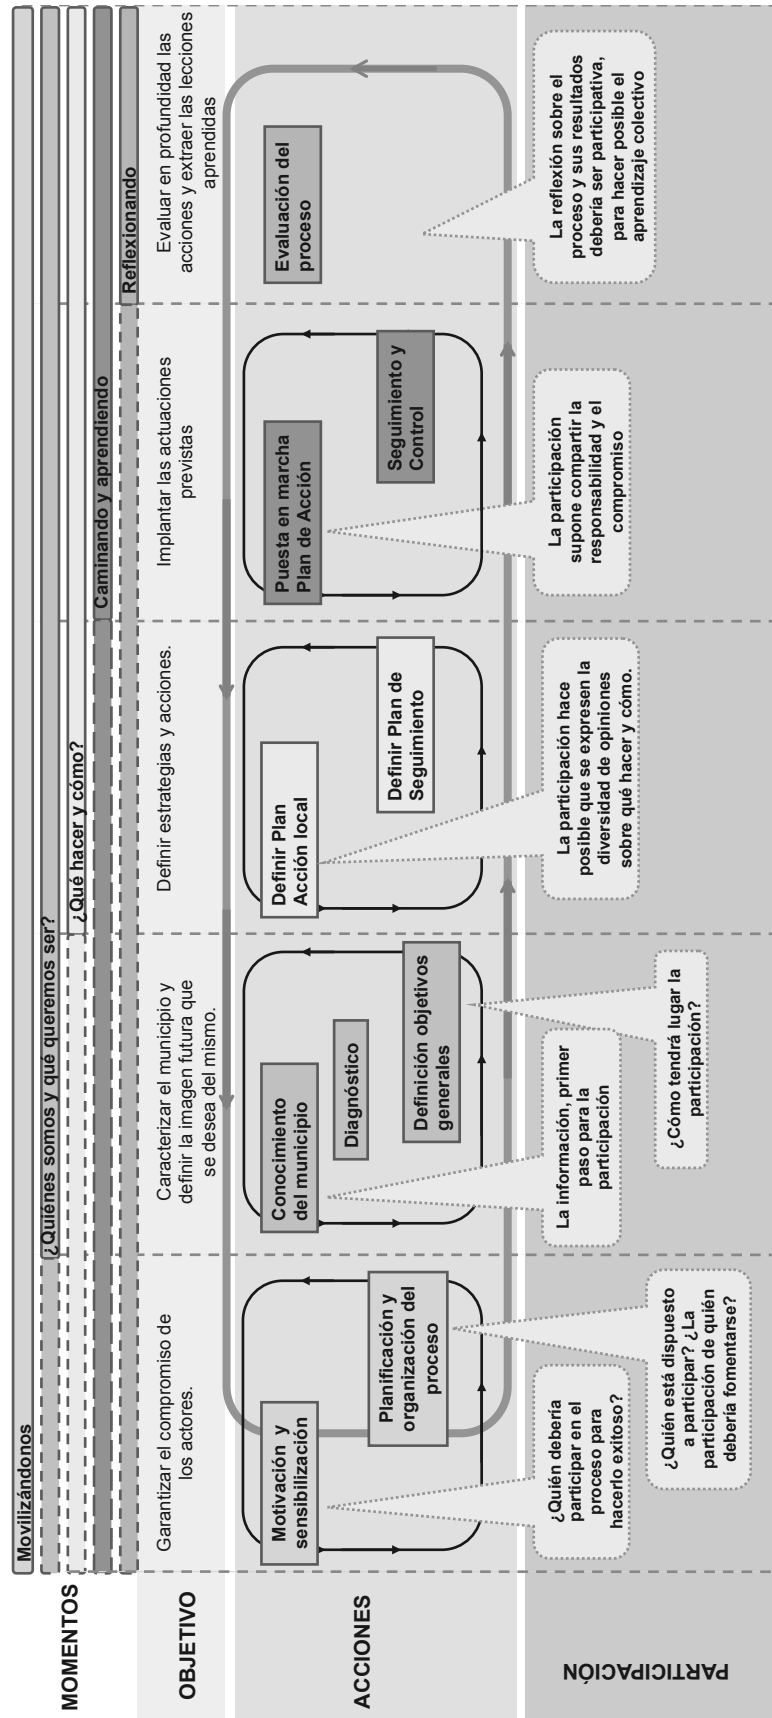 MOMENTOS
Movilizándonos
¿Quiénes somos y qué queremos ser?
¿Qué hacer y cómo?
Caminando y aprendiendo
Reflexionando
OBJETIVO
Garantizar el compromiso de
los actores.
Caracterizar el municipio y
definir la imagen futura que
se desea del mismo.
Definir estrategias y acciones.
Implantar las actuaciones
previstas
Evaluar en profundidad las
acciones y extraer las lecciones
aprendidas
ACCIONES
Motivación y
sensibilización
Planificación y
organización del
proceso
Conocimiento
del municipio
Diagnóstico
Definición objetivos
generales
Definir Plan
Acción local
Definir Plan de
Seguimiento
Puesta en marcha
Plan de Acción
Seguimiento y
Control
Evaluación del
proceso
PARTICIPACIÓN
¿Quién debería
participar en el
proceso para
hacerlo exitoso?
¿Quién está dispuesto
a participar? ¿La
participación de quién
debería fomentarse?
La información, primer
paso para la
participación
¿Cómo tendrá lugar la
participación?
La participación hace
posible que se expresen la
diversidad de opiniones
sobre qué hacer y cómo.
La participación
supone compartir la
responsabilidad y el
compromiso
La reflexión sobre el
proceso y sus resultados
debería ser participativa,
para hacer posible el
aprendizaje colectivo